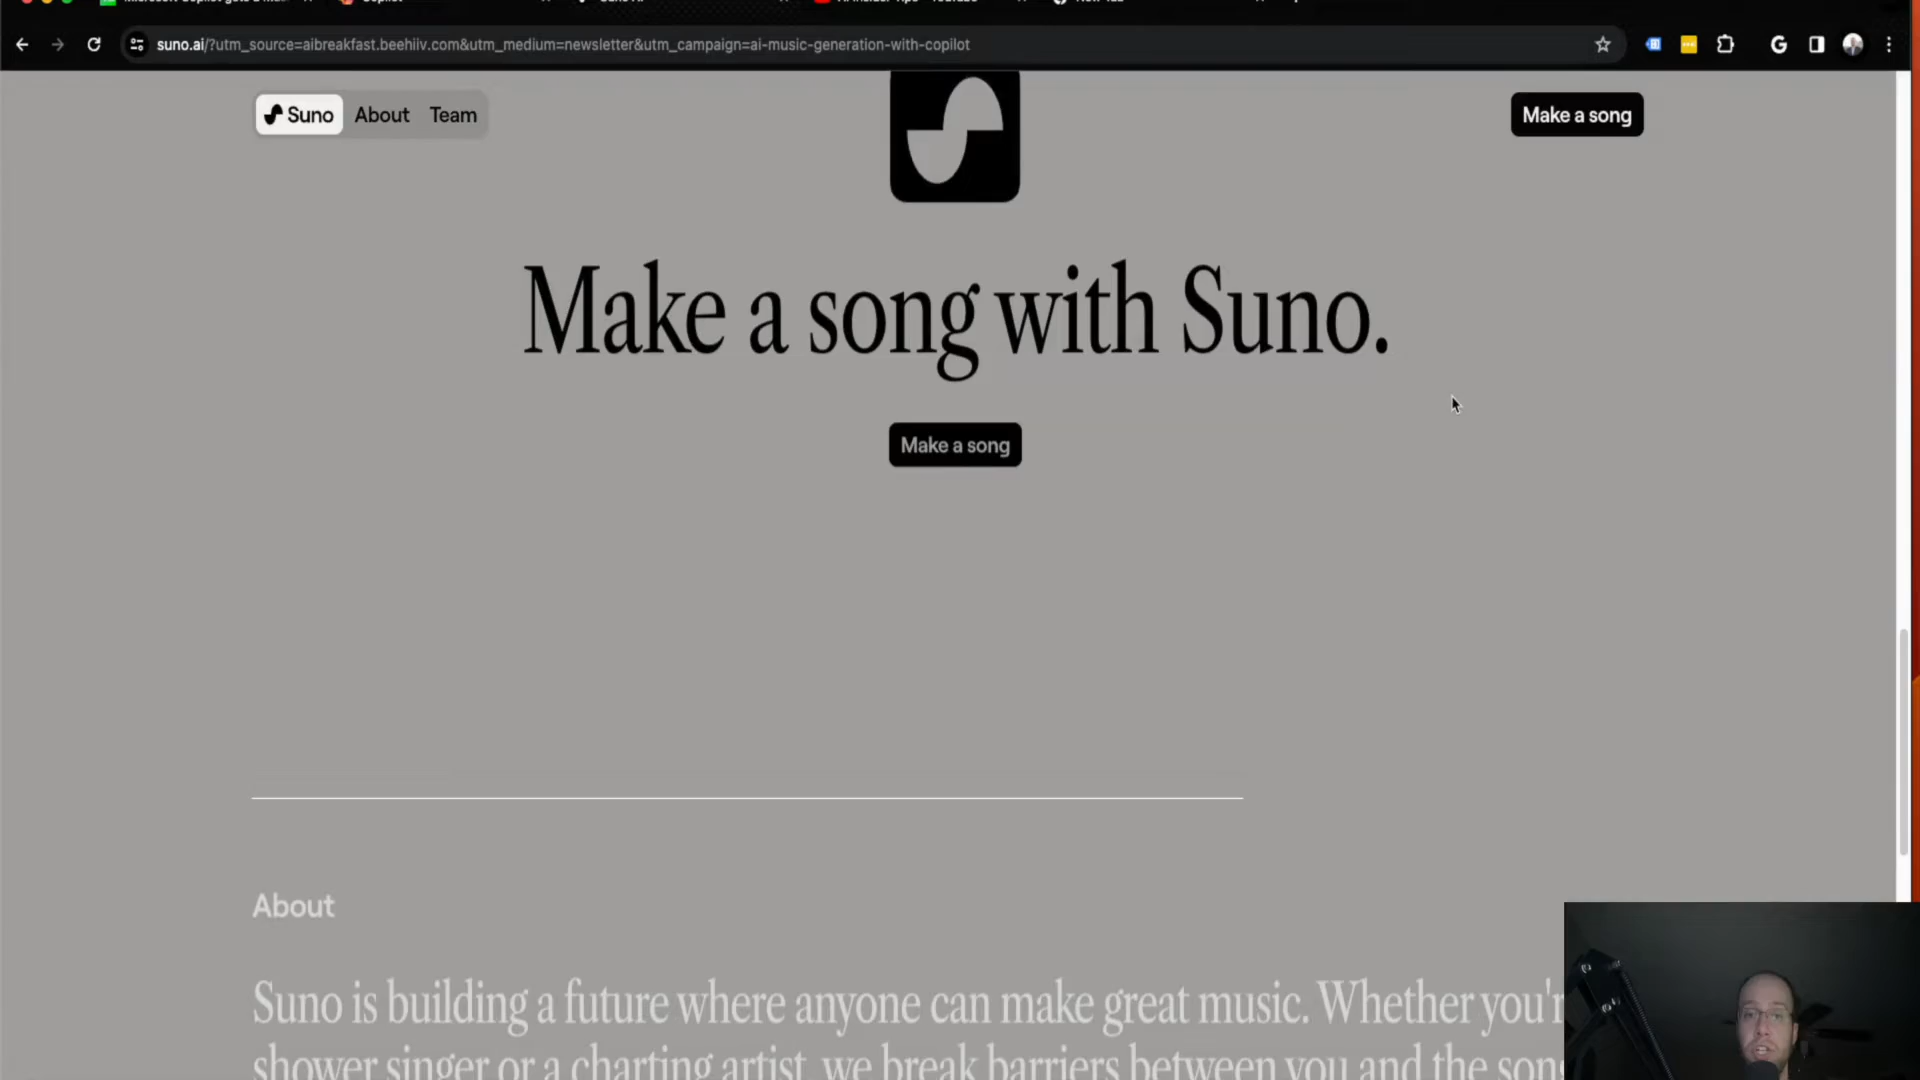 suno.ai/?utm_source=aibreakfast.beehiiv.com&utm_medium=newsletter&utm_campaign=ai-music-generation-with-copilot
Suno About Team
Make a song
Make a song with Suno.
Make a song
About
Suno is building a future where anyone can make great music. Whether you'r
shower singer or a charting artist, we break barriers between you and the song